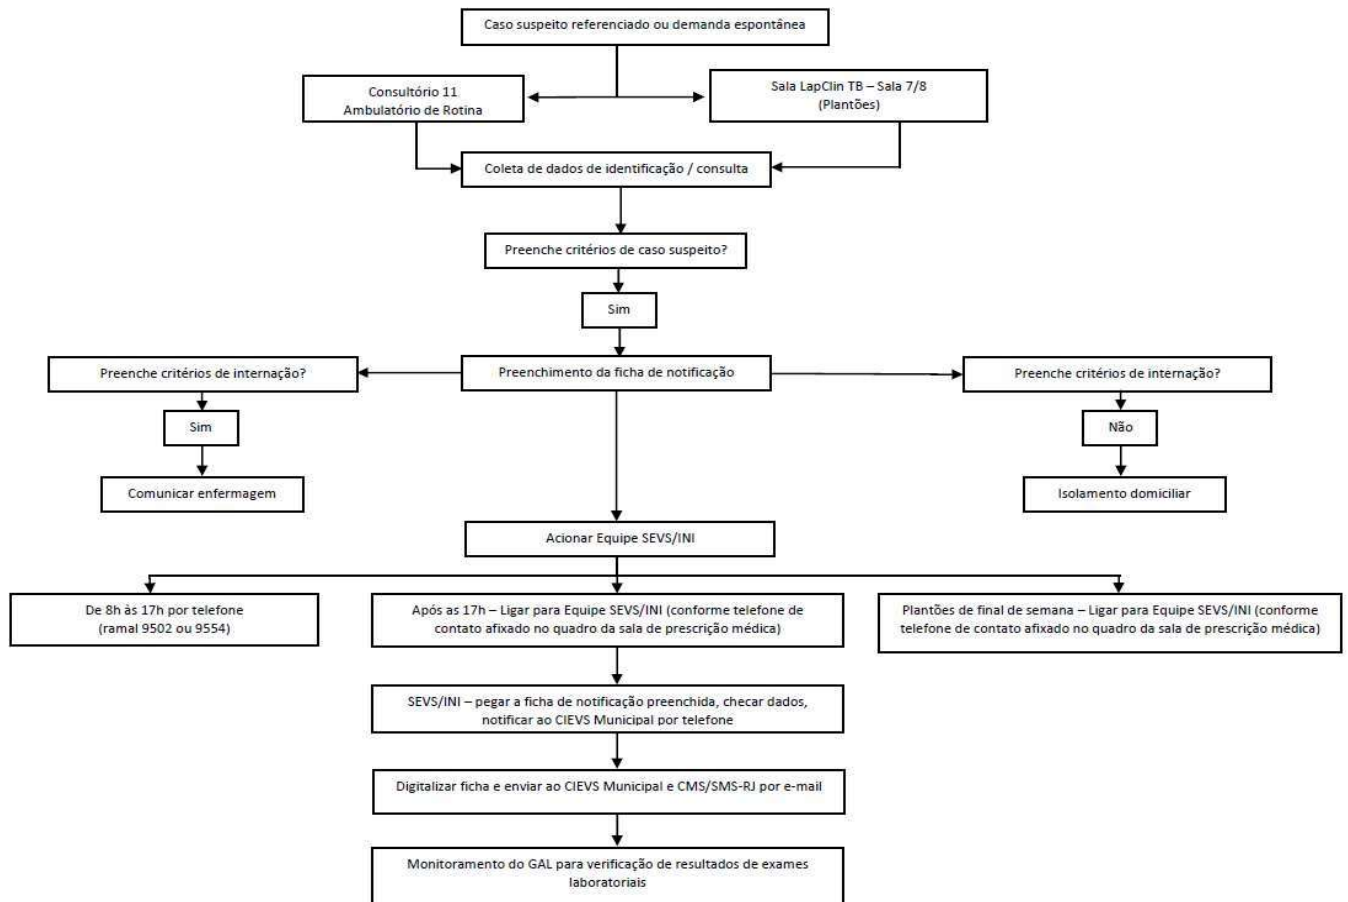 Caso suspeito referenciado ou demanda espontânea
Consultório 11
Ambulatório de Rotina
Sala LapClin TB – Sala 7/8
(Plantões)
Coleta de dados de identificação / consulta
Preenche critérios de caso suspeito?
Sim
Preenche critérios de internação?
Preenchimento da ficha de notificação
Preenche critérios de internação?
Sim
Não
Comunicar enfermagem
Isolamento domiciliar
Acionar Equipe SEVS/INI
De 8h às 17h por telefone
(ramal 9502 ou 9554)
Após as 17h – Ligar para Equipe SEVS/INI (conforme telefone de
contato afixado no quadro da sala de prescrição médica)
Plantões de final de semana – Ligar para Equipe SEVS/INI (conforme
telefone de contato afixado no quadro da sala de prescrição médica)
SEVS/INI – pegar a ficha de notificação preenchida, checar dados,
notificar ao CIEVS Municipal por telefone
Digitalizar ficha e enviar ao CIEVS Municipal e CMS/SMS-RJ por e-mail
Monitoramento do GAL para verificação de resultados de exames
laboratoriais